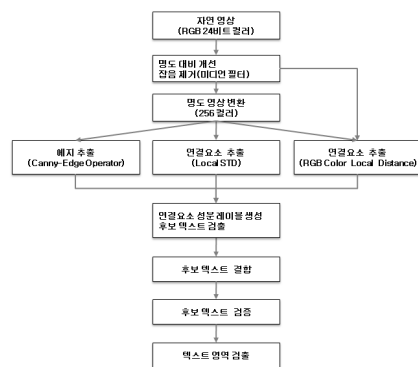 자연 영상
(RGB 24비트 컬러)
명도 대비 개선
잡음 제거(미디언 필터)
명도 영상 변환
(256 컬러)
에지 추출
(Canny-Edge Operator)
연결요소 추출
(Local STD)
연결요소 추출
(RGB Color Local Distance)
연결요소 성분 레이블 생성
후보 텍스트 검출
후보 텍스트 결합
후보 텍스트 검증
텍스트 영역 검출